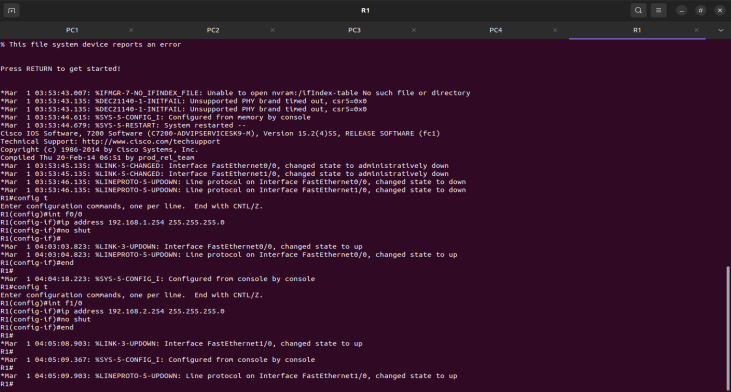 R1
PC1
PC2
PC3
PC4
R1
% This file system device reports an error
Press RETURN to get started!
*Mar  1 03:53:43.007: %IFMGR-7-NO_IFINDEX_FILE: Unable to open nvram:/ifIndex-table No such file or directory
*Mar  1 03:53:43.135: %DEC21140-1-INITFAIL: Unsupported PHY brand timed out, csr5=0x0
*Mar  1 03:53:43.135: %DEC21140-1-INITFAIL: Unsupported PHY brand timed out, csr5=0x0
*Mar  1 03:53:44.615: %SYS-5-CONFIG_I: Configured from memory by console
*Mar  1 03:53:44.679: %SYS-5-RESTART: System restarted --
Cisco IOS Software, 7200 Software (C7200-ADVIPSERVICESK9-M), Version 15.2(4)S5, RELEASE SOFTWARE (fc1)
Technical Support: http://www.cisco.com/techsupport
Copyright (c) 1986-2014 by Cisco Systems, Inc.
Compiled Thu 20-Feb-14 06:51 by prod_rel_team
*Mar  1 03:53:45.135: %LINK-5-CHANGED: Interface FastEthernet0/0, changed state to administratively down
*Mar  1 03:53:45.135: %LINK-5-CHANGED: Interface FastEthernet1/0, changed state to administratively down
*Mar  1 03:53:46.135: %LINEPROTO-5-UPDOWN: Line protocol on Interface FastEthernet0/0, changed state to down
*Mar  1 03:53:46.135: %LINEPROTO-5-UPDOWN: Line protocol on Interface FastEthernet1/0, changed state to down
R1#config t
Enter configuration commands, one per line.  End with CNTL/Z.
R1(config)#int f0/0
R1(config-if)#ip address 192.168.1.254 255.255.255.0
R1(config-if)#no shut
R1(config-if)#
*Mar  1 04:03:03.823: %LINK-3-UPDOWN: Interface FastEthernet0/0, changed state to up
*Mar  1 04:03:04.823: %LINEPROTO-5-UPDOWN: Line protocol on Interface FastEthernet0/0, changed state to up
R1(config-if)#end
R1#
*Mar  1 04:04:18.223: %SYS-5-CONFIG_I: Configured from console by console
R1#config t
Enter configuration commands, one per line.  End with CNTL/Z.
R1(config)#int f1/0
R1(config-if)#ip address 192.168.2.254 255.255.255.0
R1(config-if)#no shut
R1(config-if)#end
R1#
*Mar  1 04:05:08.903: %LINK-3-UPDOWN: Interface FastEthernet1/0, changed state to up
R1#
*Mar  1 04:05:09.367: %SYS-5-CONFIG_I: Configured from console by console
R1#
*Mar  1 04:05:09.903: %LINEPROTO-5-UPDOWN: Line protocol on Interface FastEthernet1/0, changed state to up
R1#